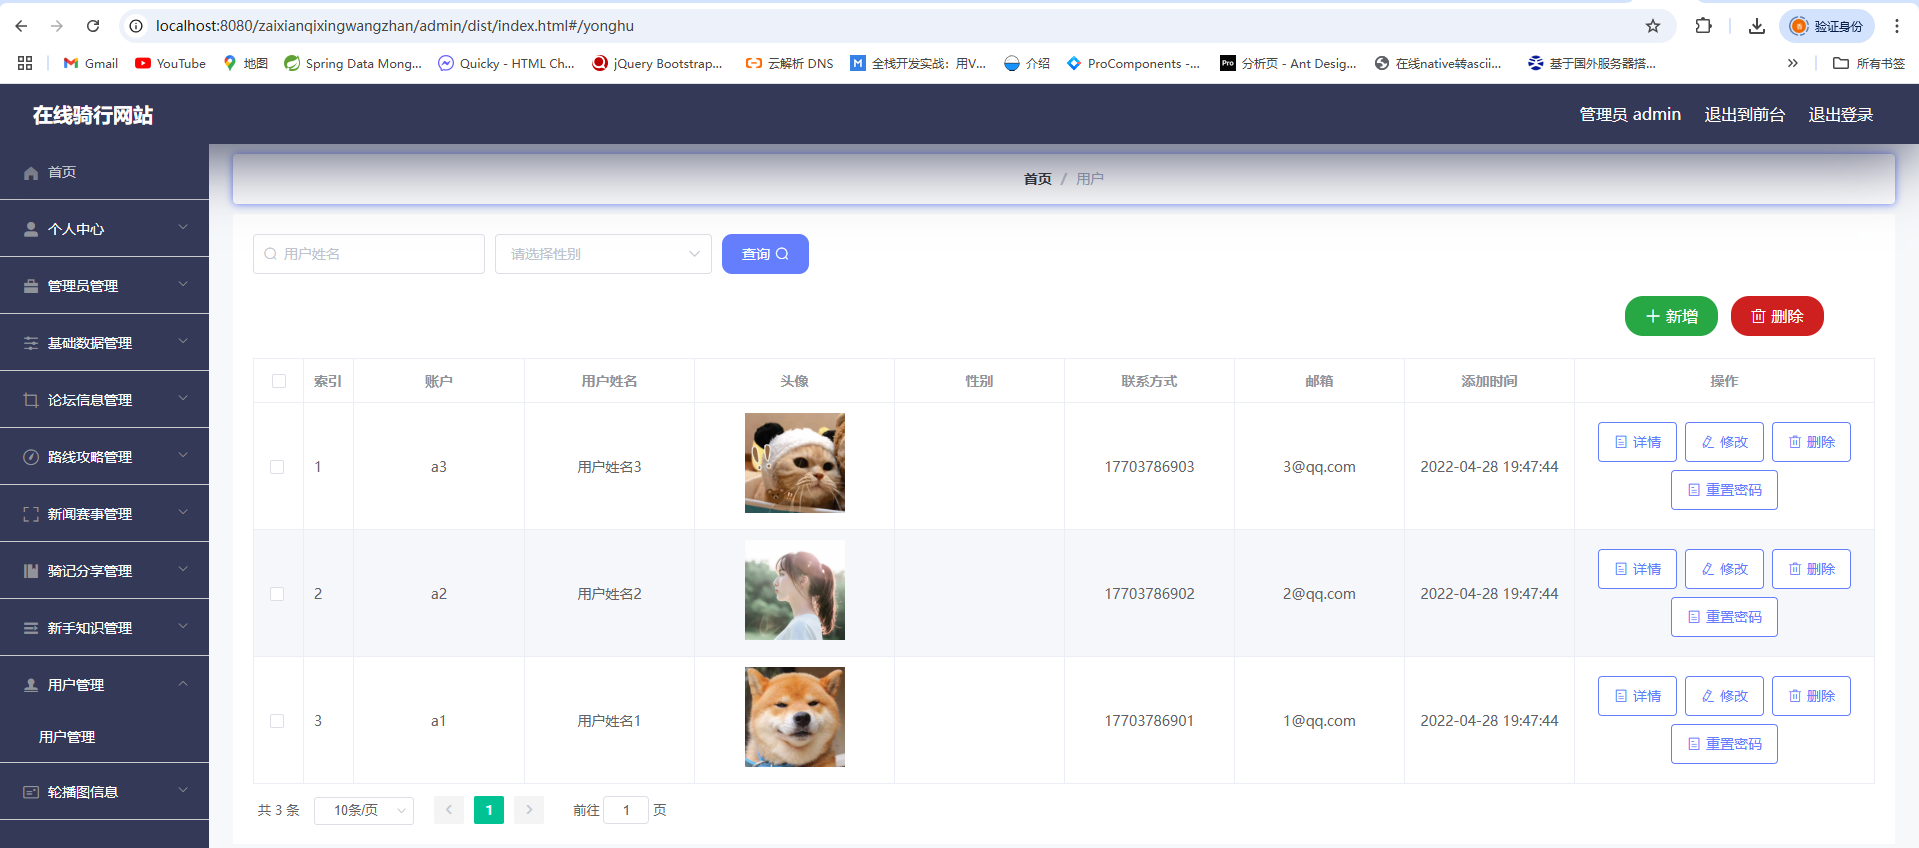 localhost:8080/zaixianqixingwangzhan/admin/dist/index.html#/yonghu
验证身份
Gmail
YouTube
地图
Spring Data Mong...
Quicky - HTML Ch...
jQuery Bootstrap...
云解析 DNS
全栈开发实战：用V...
介绍
ProComponents -...
分析页 - Ant Desig...
在线native转ascii...
基于国外服务器搭...
所有书签
在线骑行网站
管理员 admin
退出到前台
退出登录
首页
个人中心
管理员管理
基础数据管理
论坛信息管理
路线攻略管理
新闻赛事管理
骑记分享管理
新手知识管理
用户管理
用户管理
轮播图信息
首页 / 用户
用户姓名
请选择性别
查询
新增
删除
索引 账户 用户姓名 头像 性别 联系方式 邮箱 添加时间 操作
1 a3 用户姓名3 17703786903 3@qq.com 2022-04-28 19:47:44 详情 修改 删除
重置密码
2 a2 用户姓名2 17703786902 2@qq.com 2022-04-28 19:47:44 详情 修改 删除
重置密码
3 a1 用户姓名1 17703786901 1@qq.com 2022-04-28 19:47:44 详情 修改 删除
重置密码
共 3 条 10条/页 1 前往 1 页